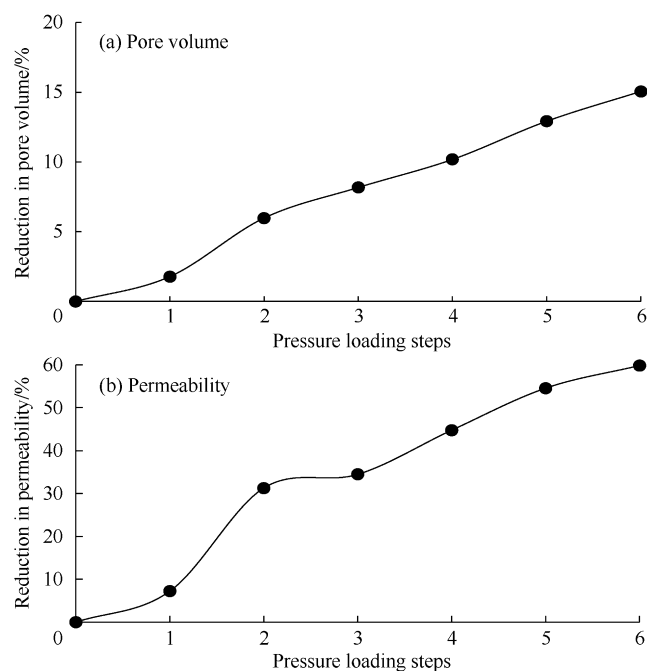 20
(a) Pore volume
15
10
5
0
1 2 3 4 5 6
Reduction in pore volume/%
Pressure loading steps
60
(b) Permeability
50
40
30
20
10
0
1 2 3 4 5 6
Reduction in permeability/%
Pressure loading steps